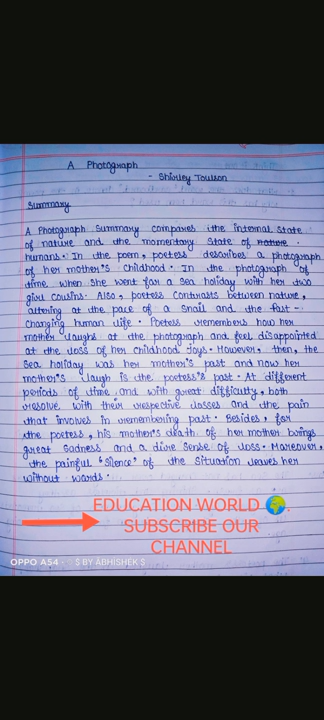 A Photograph
- Shirley Toulson
Summary
A Photograph Summary compares the internal State
of nature and the momentary State of nature .
humans. In the poem, poetess describes a photograph
of her mother's childhood. In the photograph of
time, when she went for a Sea holiday with her two
girl cousins. Also, poetess contrasts between nature,
altering at the pace of a snail and the fast-
changing human life. Poetess remembers how her
mother laughs at the photograph and feel disappointed
at the loss of her childhood joys. However, then, the
Sea holiday was her mother's past and now her
mother's laugh is the poetess's past. At different
periods of time, and with great difficulty, both
resolve with their respective losses and the pain
that involves in remembering past. Besides, for
the poetess, his mother's death of her mother brings
great Sadness and a dire Sense of loss. Moreover,
the painful "Silence" of the Situation leaves her
without words.
EDUCATION WORLD 🌍.
SUBSCRIBE OUR
CHANNEL
OPPO A54 · S BY ABHISHEK S